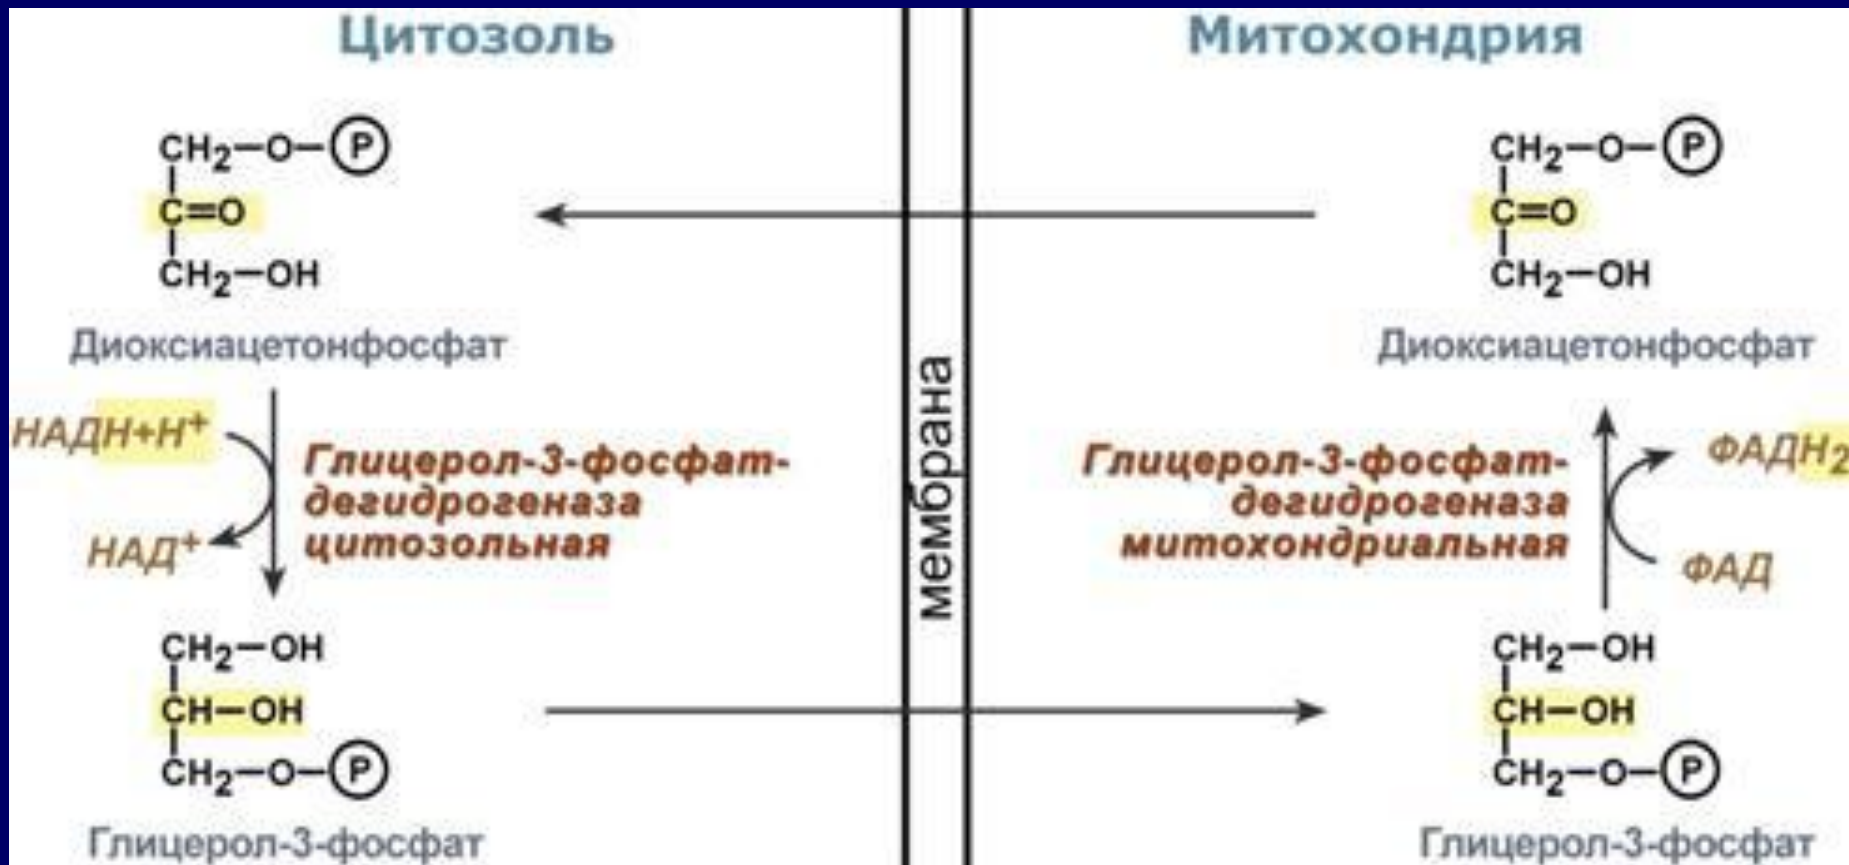 Цитозоль
CH₂–O–P
C=O
CH₂–OH
Диоксиацетонфосфат
НАДН+Н⁺
НАД⁺
Глицерол-3-фосфат-
дегидрогеназа
цитозольная
CH₂–OH
CH–OH
CH₂–O–P
Глицерол-3-фосфат
мембрана
Митохондрия
CH₂–O–P
C=O
CH₂–OH
Диоксиацетонфосфат
Глицерол-3-фосфат-
дегидрогеназа
митохондриальная
ФАДН₂
ФАД
CH₂–OH
CH–OH
CH₂–O–P
Глицерол-3-фосфат